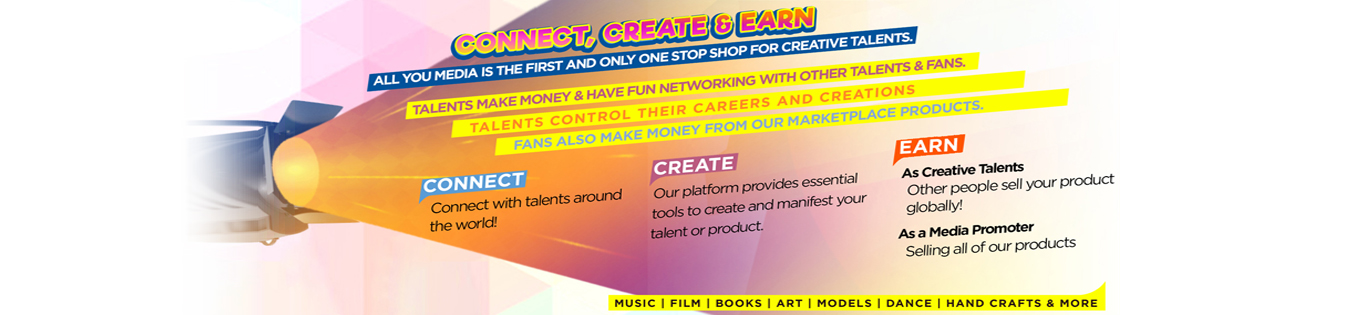 CONNECT, CREATE & EARN
ALL YOU MEDIA IS THE FIRST AND ONLY ONE STOP SHOP FOR CREATIVE TALENTS.
TALENTS MAKE MONEY & HAVE FUN NETWORKING WITH OTHER TALENTS & FANS.
TALENTS CONTROL THEIR CAREERS AND CREATIONS
FANS ALSO MAKE MONEY FROM OUR MARKETPLACE PRODUCTS.
CONNECT
Connect with talents around
the world!
CREATE
Our platform provides essential
tools to create and manifest your
talent or product.
EARN
As Creative Talents
Other people sell your product
globally!
As a Media Promoter
Selling all of our products
MUSIC | FILM | BOOKS | ART | MODELS | DANCE | HAND CRAFTS & MORE